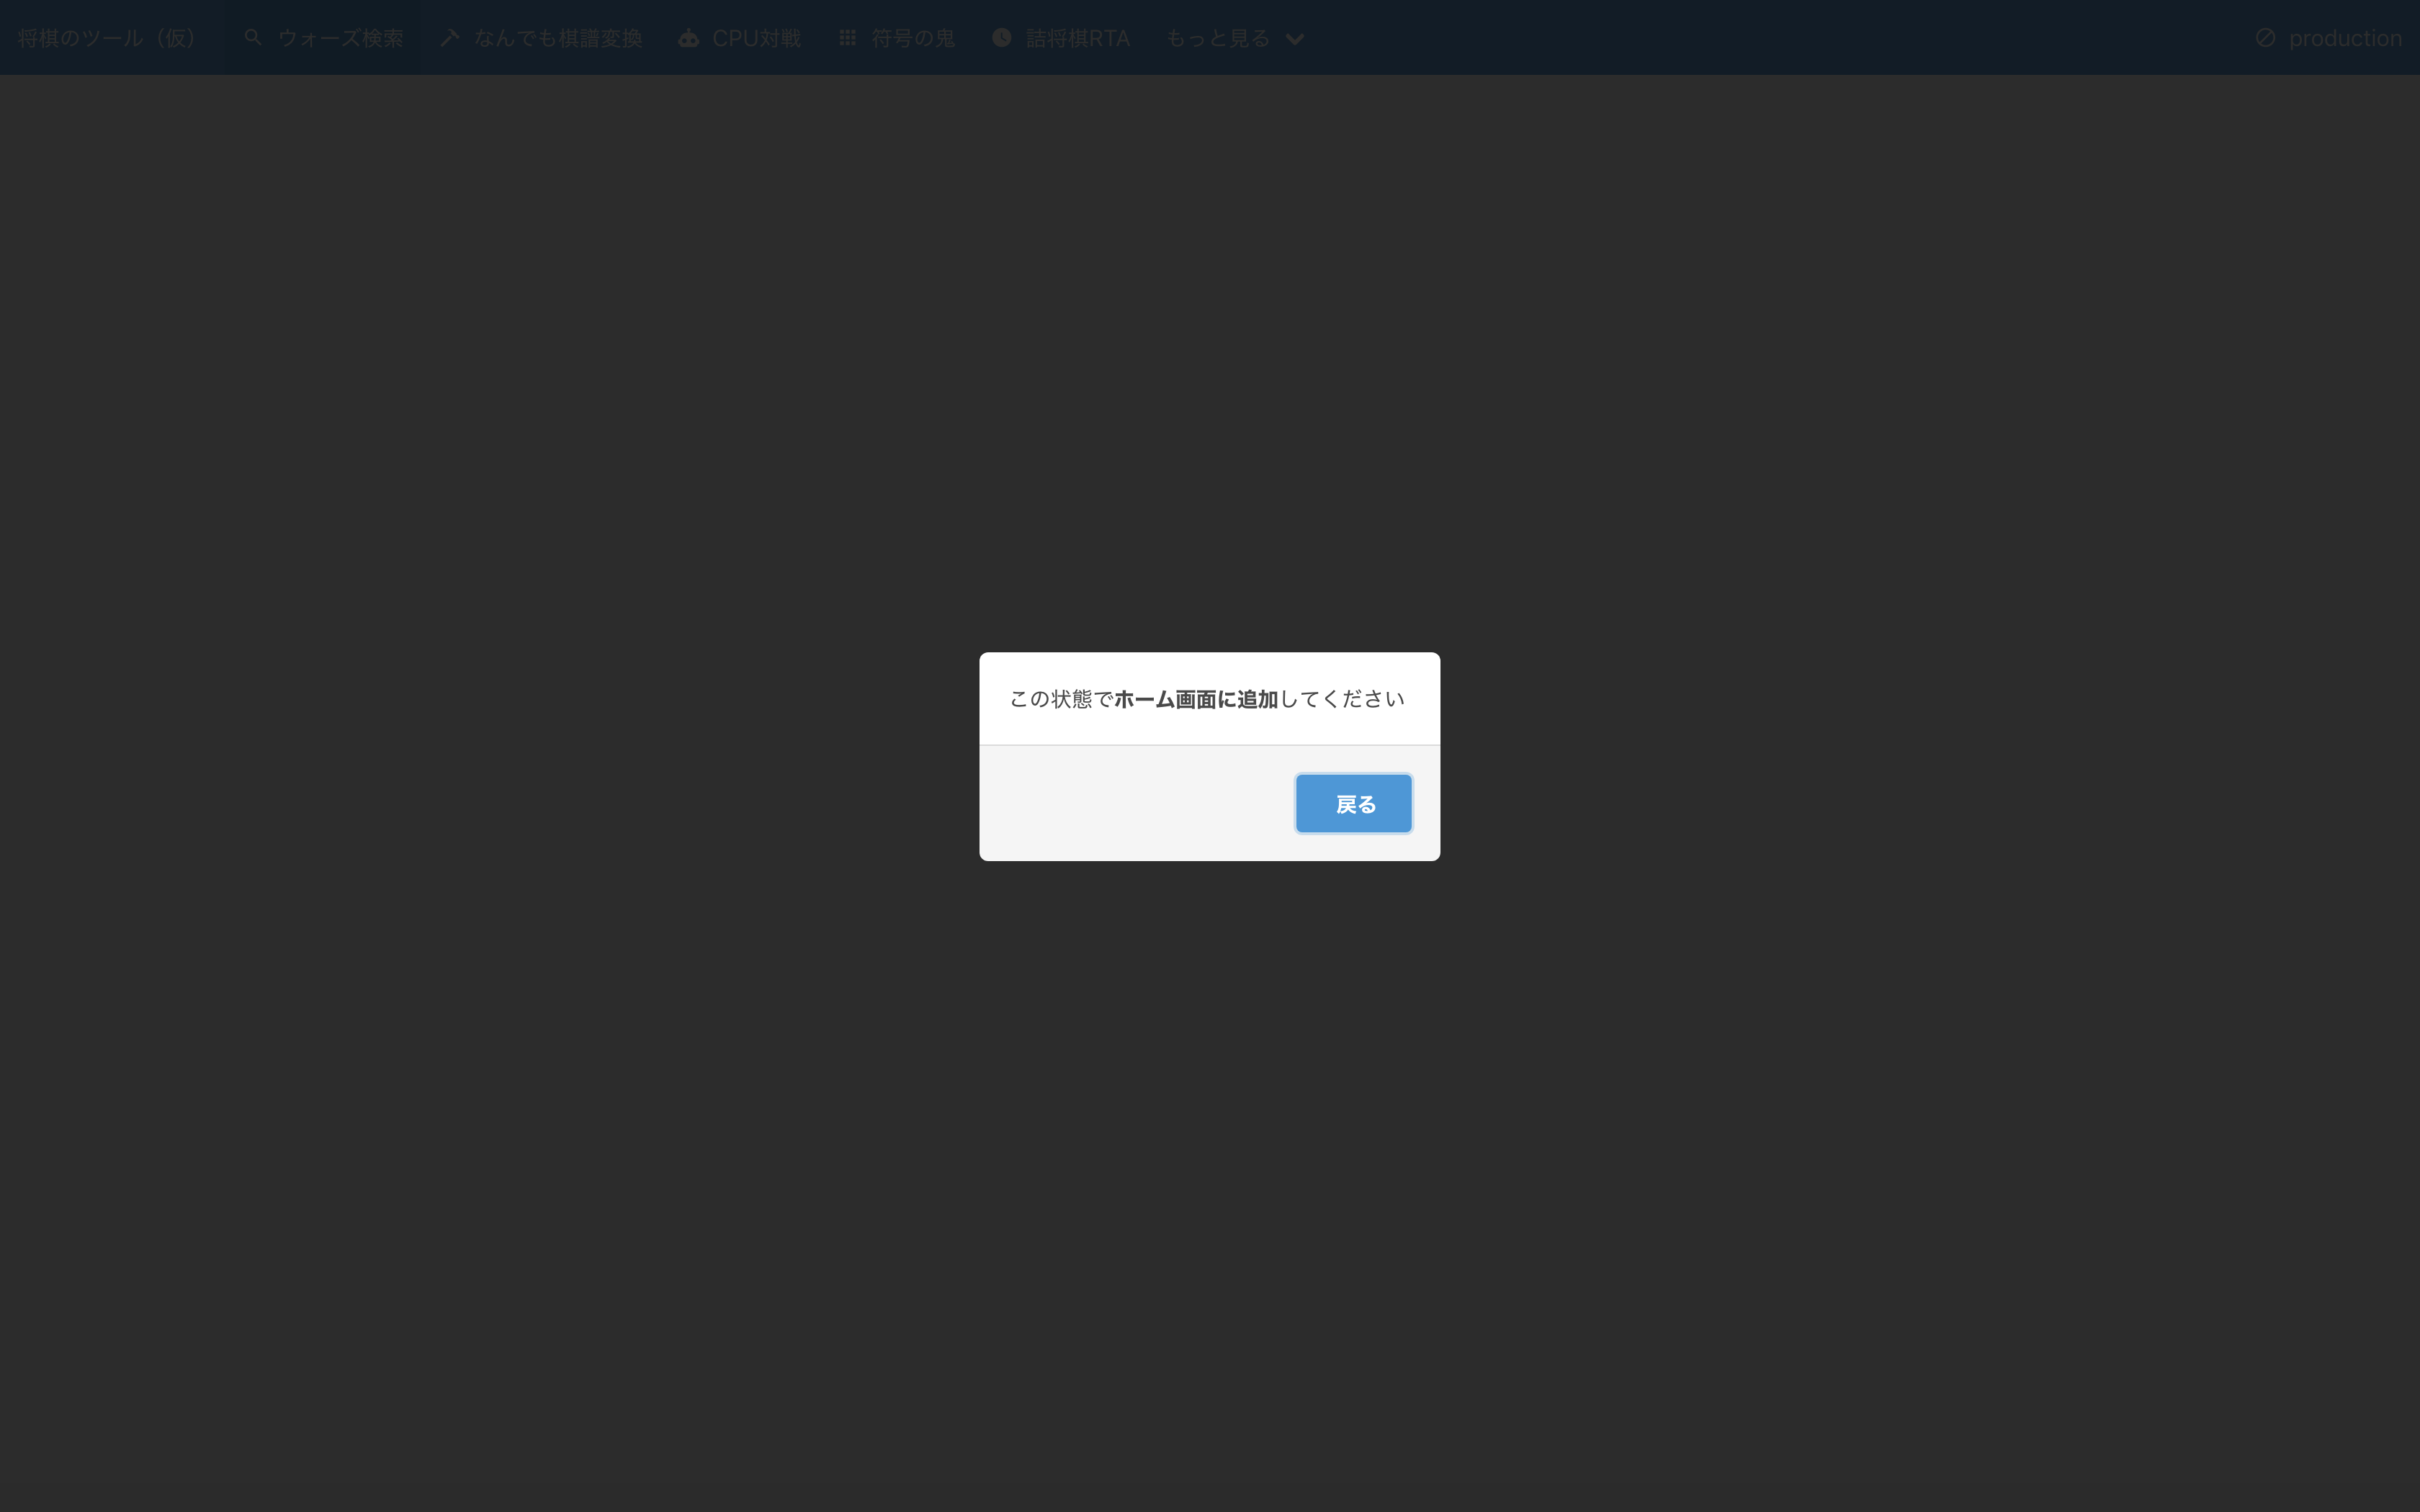 将棋のツール（仮） ウォーズ検索 なんでも棋譜変換 CPU対戦 符号の鬼 詰将棋RTA もっと見る production
この状態でホーム画面に追加してください
戻る